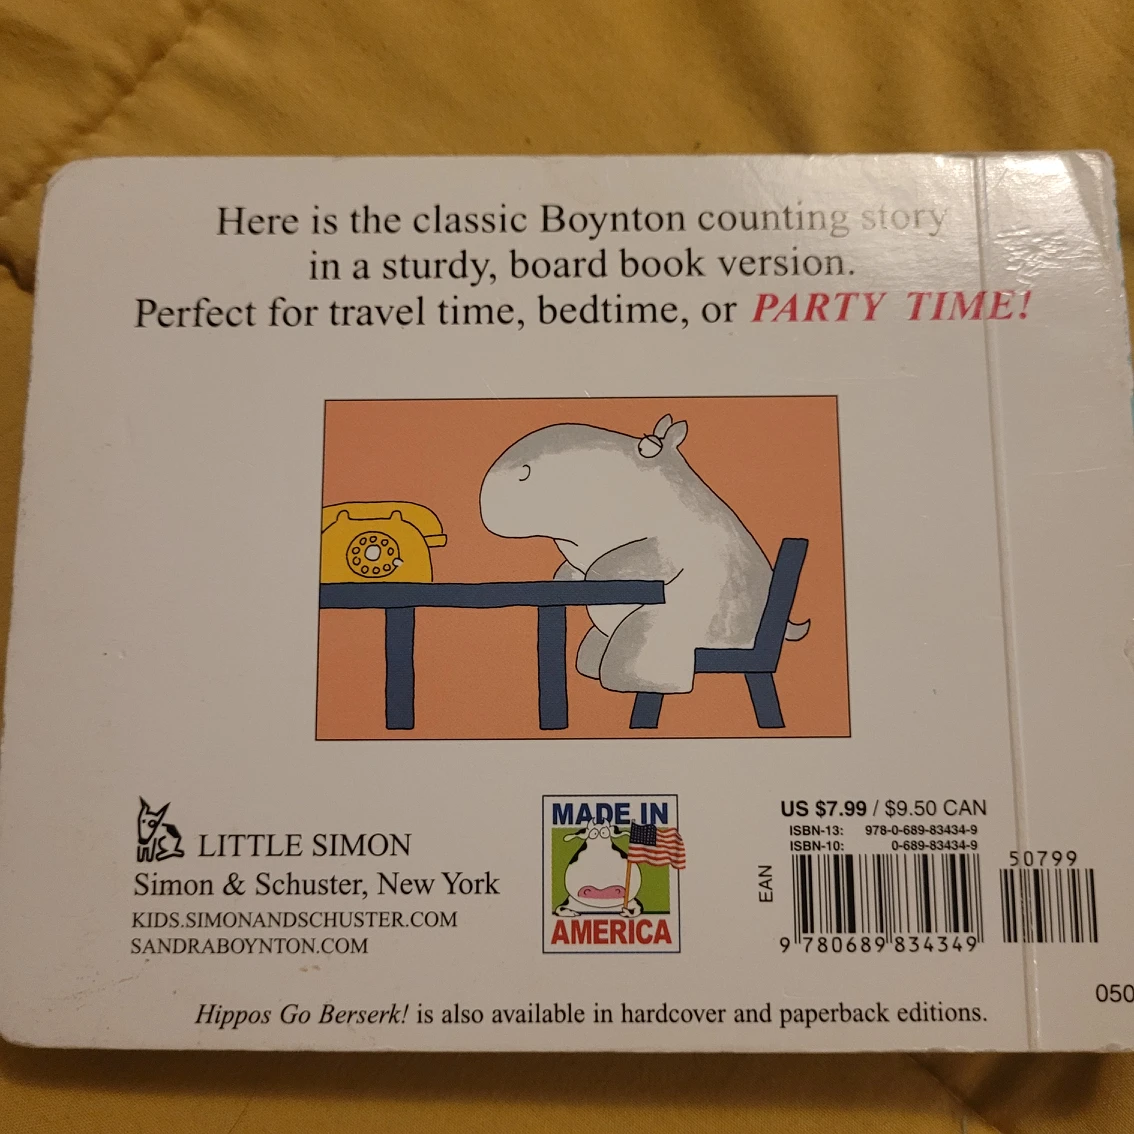 Here is the classic Boynton counting story
in a sturdy, board book version.
Perfect for travel time, bedtime, or PARTY TIME!
LITTLE SIMON
Simon & Schuster, New York
KIDS.SIMONANDSCHUSTER.COM
SANDRABOYNTON.COM
MADE IN
AMERICA
US $7.99 / $9.50 CAN
ISBN-13: 978-0-689-83434-9
ISBN-10: 0-689-83434-9
50799
EAN
9 780689 834349
050
Hippos Go Berserk! is also available in hardcover and paperback editions.